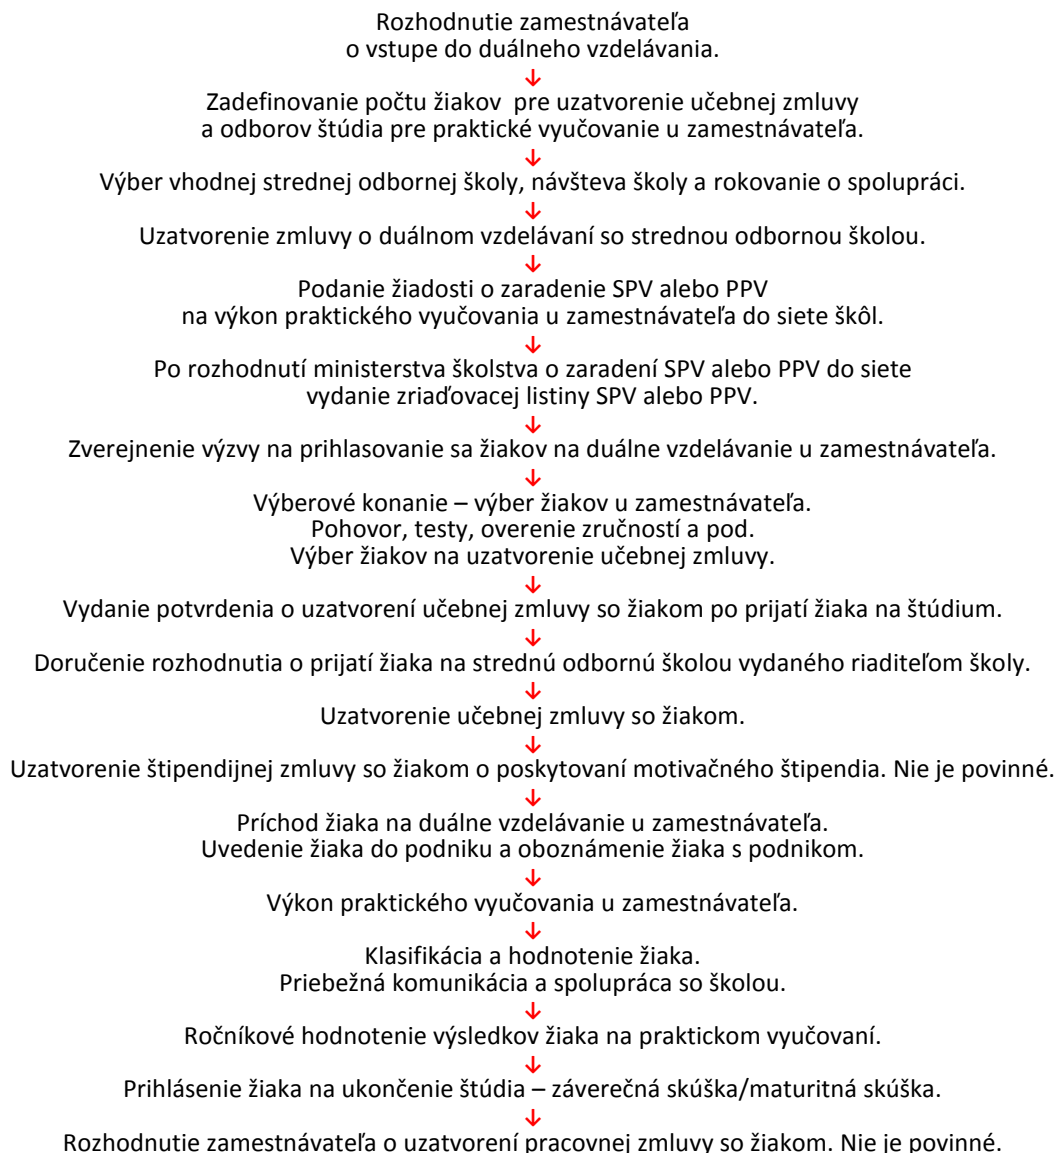 Rozhodnutie zamestnávateľa
o vstupe do duálneho vzdelávania.
↓
Zadefinovanie počtu žiakov pre uzatvorenie učebnej zmluvy
a odborov štúdia pre praktické vyučovanie u zamestnávateľa.
↓
Výber vhodnej strednej odbornej školy, návšteva školy a rokovanie o spolupráci.
↓
Uzatvorenie zmluvy o duálnom vzdelávaní so strednou odbornou školou.
↓
Podanie žiadosti o zaradenie SPV alebo PPV
na výkon praktického vyučovania u zamestnávateľa do siete škôl.
↓
Po rozhodnutí ministerstva školstva o zaradení SPV alebo PPV do siete
vydanie zriaďovacej listiny SPV alebo PPV.
↓
Zverejnenie výzvy na prihlasovanie sa žiakov na duálne vzdelávanie u zamestnávateľa.
↓
Výberové konanie – výber žiakov u zamestnávateľa.
Pohovor, testy, overenie zručností a pod.
Výber žiakov na uzatvorenie učebnej zmluvy.
↓
Vydanie potvrdenia o uzatvorení učebnej zmluvy so žiakom po prijatí žiaka na štúdium.
↓
Doručenie rozhodnutia o prijatí žiaka na strednú odbornú školou vydaného riaditeľom školy.
↓
Uzatvorenie učebnej zmluvy so žiakom.
↓
Uzatvorenie štipendijnej zmluvy so žiakom o poskytovaní motivačného štipendia. Nie je povinné.
↓
Príchod žiaka na duálne vzdelávanie u zamestnávateľa.
Uvedenie žiaka do podniku a oboznámenie žiaka s podnikom.
↓
Výkon praktického vyučovania u zamestnávateľa.
↓
Klasifikácia a hodnotenie žiaka.
Priebežná komunikácia a spolupráca so školou.
↓
Ročníkové hodnotenie výsledkov žiaka na praktickom vyučovaní.
↓
Prihlásenie žiaka na ukončenie štúdia – záverečná skúška/maturitná skúška.
↓
Rozhodnutie zamestnávateľa o uzatvorení pracovnej zmluvy so žiakom. Nie je povinné.